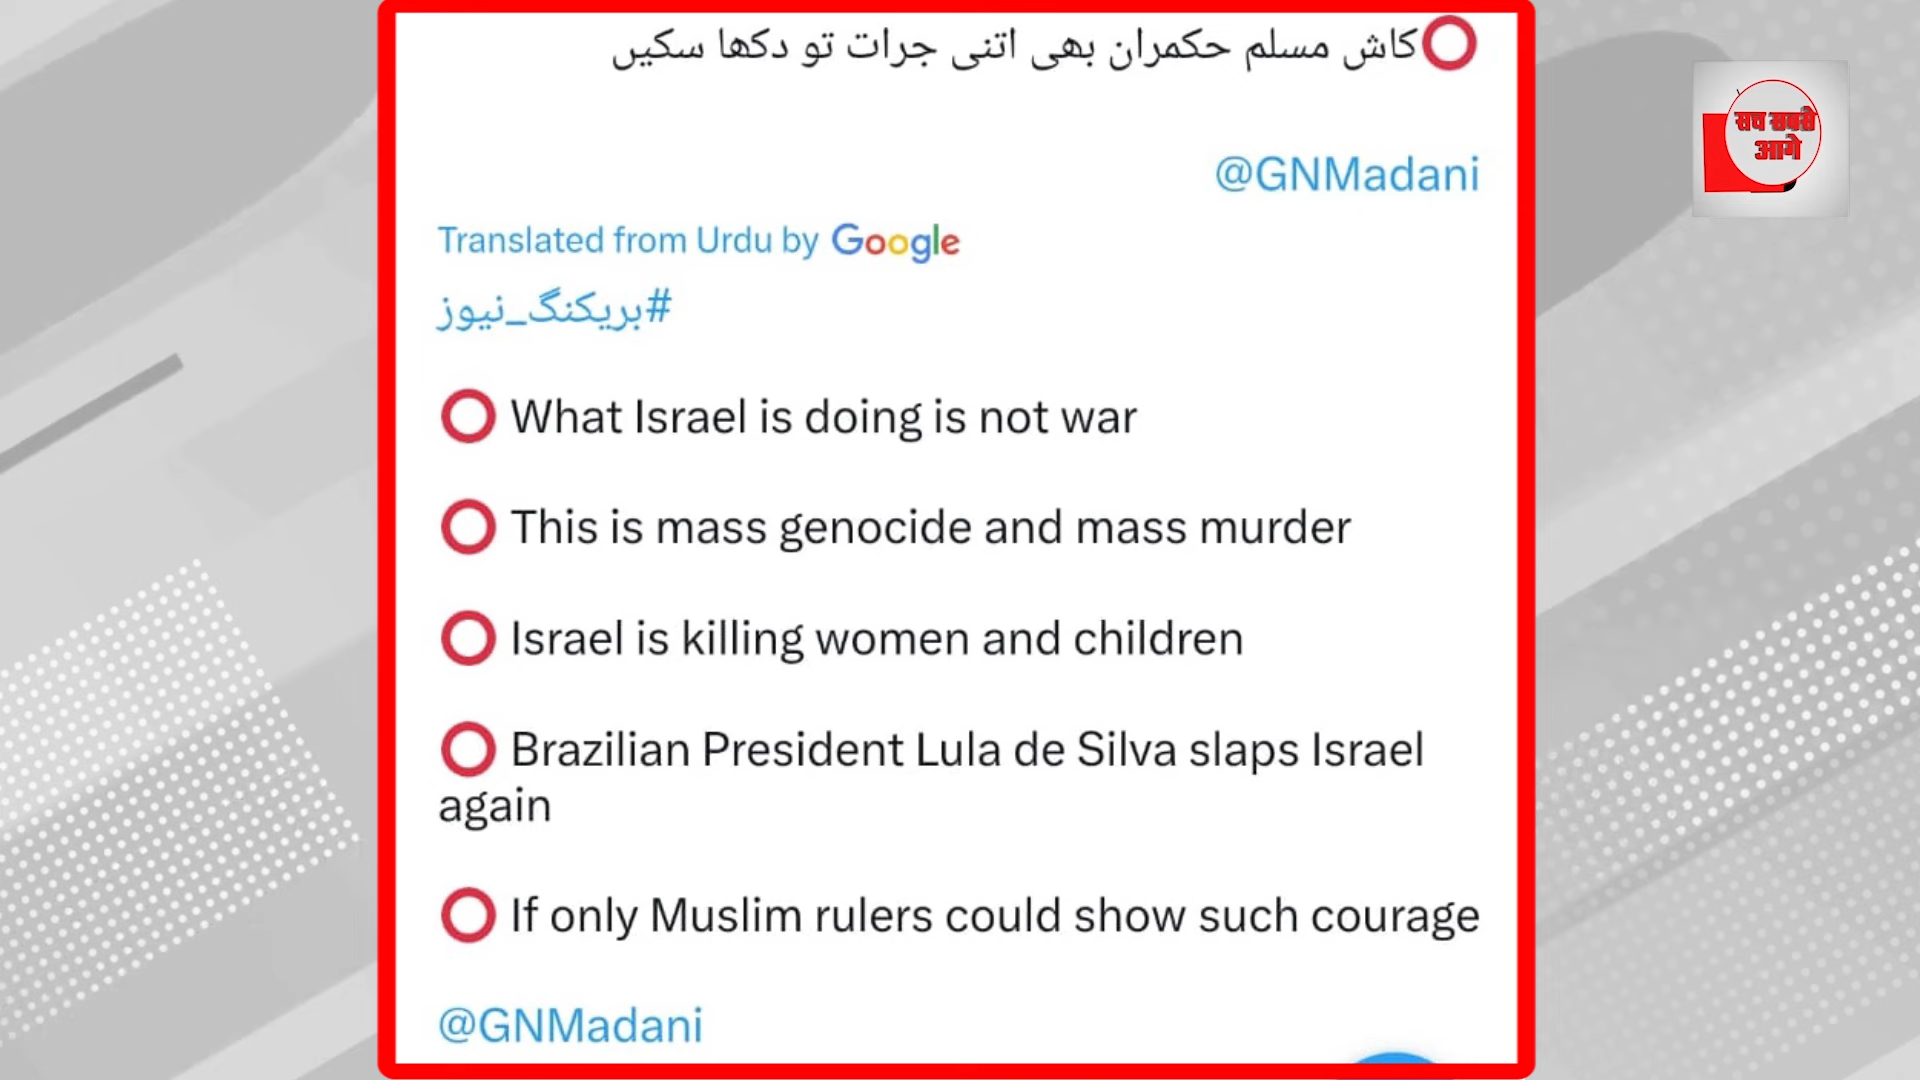 ⭕کاش مسلم حکمران بھی اتنی جرات تو دکھا سکیں
@GNMadani
सच सबसे
आगे
Translated from Urdu by Google
#بریکنگ_نیوز
⭕ What Israel is doing is not war
⭕ This is mass genocide and mass murder
⭕ Israel is killing women and children
⭕ Brazilian President Lula de Silva slaps Israel
again
⭕ If only Muslim rulers could show such courage
@GNMadani